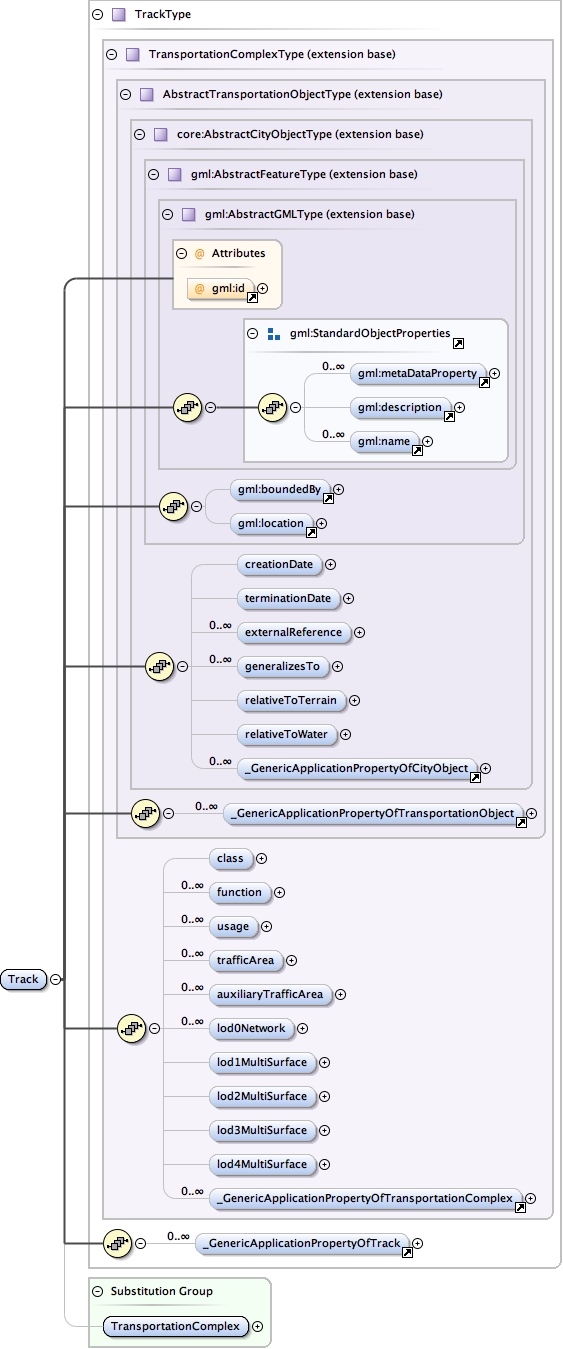 TrackType
TransportationComplexType (extension base)
AbstractTransportationObjectType (extension base)
core:AbstractCityObjectType (extension base)
gml:AbstractFeatureType (extension base)
gml:AbstractGMLType (extension base)
@ Attributes
@ gml:id
gml:StandardObjectProperties
0..∞
gml:metaDataProperty
gml:description
0..∞
gml:name
gml:boundedBy
gml:location
creationDate
terminationDate
0..∞
externalReference
0..∞
generalizesTo
relativeToTerrain
relativeToWater
0..∞
_GenericApplicationPropertyOfCityObject
0..∞
_GenericApplicationPropertyOfTransportationObject
class
0..∞
function
0..∞
usage
0..∞
trafficArea
Track
0..∞
auxiliaryTrafficArea
0..∞
lod0Network
lod1MultiSurface
lod2MultiSurface
lod3MultiSurface
lod4MultiSurface
0..∞
_GenericApplicationPropertyOfTransportationComplex
0..∞
_GenericApplicationPropertyOfTrack
Substitution Group
TransportationComplex